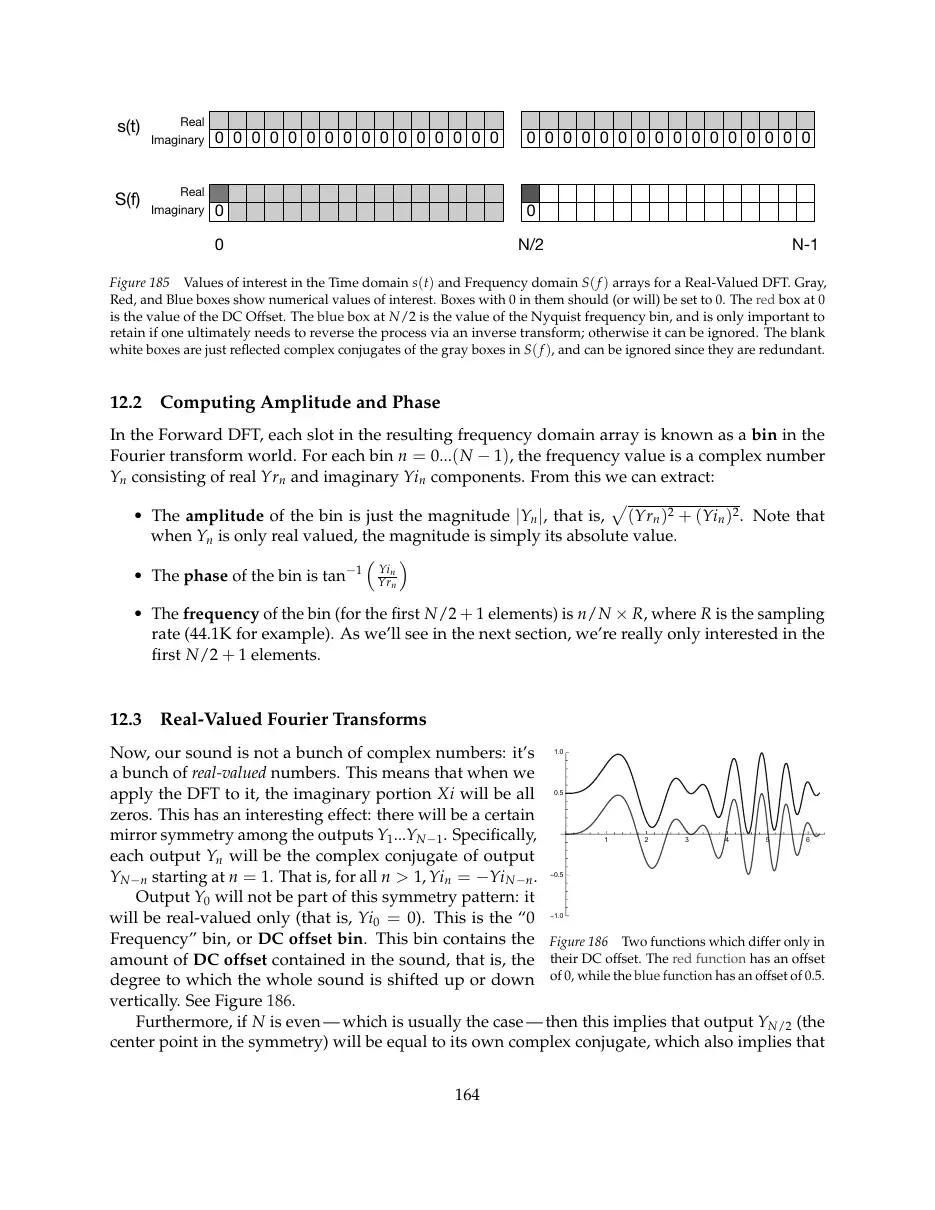 s(t)
Real
Imaginary
0 0 0 0 0 0 0 0 0 0 0 0 0 0 0 0 0 0 0 0 0 0 0 0 0 0 0 0 0 0 0 0
S(f)
Real
Imaginary
0 0
0 N/2 N-1
Figure 185 Values of interest in the Time domain s(t) and Frequency domain S(f) arrays for a Real-Valued DFT. Gray,
Red, and Blue boxes show numerical values of interest. Boxes with 0 in them should (or will) be set to 0. The red box at 0
is the value of the DC Offset. The blue box at N/2 is the value of the Nyquist frequency bin, and is only important to
retain if one ultimately needs to reverse the process via an inverse transform; otherwise it can be ignored. The blank
white boxes are just reflected complex conjugates of the gray boxes in S(f), and can be ignored since they are redundant.
12.2 Computing Amplitude and Phase
In the Forward DFT, each slot in the resulting frequency domain array is known as a bin in the
Fourier transform world. For each bin n = 0...(N − 1), the frequency value is a complex number
Yₙ consisting of real Yrₙ and imaginary Yiₙ components. From this we can extract:
• The amplitude of the bin is just the magnitude |Yₙ|, that is, √((Yrₙ)² + (Yiₙ)²). Note that
when Yₙ is only real valued, the magnitude is simply its absolute value.
• The phase of the bin is tan⁻¹ (Yiₙ/Yrₙ)
• The frequency of the bin (for the first N/2 + 1 elements) is n/N × R, where R is the sampling
rate (44.1K for example). As we'll see in the next section, we're really only interested in the
first N/2 + 1 elements.
12.3 Real-Valued Fourier Transforms
Now, our sound is not a bunch of complex numbers: it's
a bunch of real-valued numbers. This means that when we
apply the DFT to it, the imaginary portion Xi will be all
zeros. This has an interesting effect: there will be a certain
mirror symmetry among the outputs Y₁...Y_{N−1}. Specifically,
each output Yₙ will be the complex conjugate of output
Y_{N−n} starting at n = 1. That is, for all n > 1, Yiₙ = −Yi_{N−n}.
Output Y₀ will not be part of this symmetry pattern: it
will be real-valued only (that is, Yi₀ = 0). This is the "0
Frequency" bin, or DC offset bin. This bin contains the
amount of DC offset contained in the sound, that is, the
degree to which the whole sound is shifted up or down
vertically. See Figure 186.
1.0
0.5
1 2 3 4 5 6
−0.5
−1.0
Figure 186 Two functions which differ only in
their DC offset. The red function has an offset
of 0, while the blue function has an offset of 0.5.
Furthermore, if N is even—which is usually the case—then this implies that output Y_{N/2} (the
center point in the symmetry) will be equal to its own complex conjugate, which also implies that
164